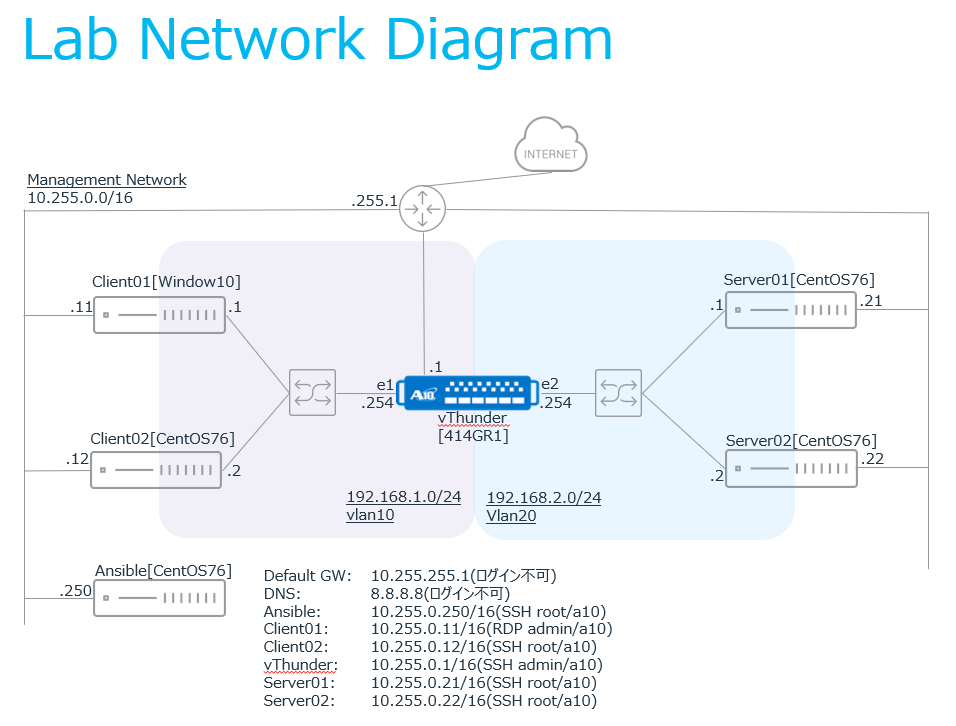 Lab Network Diagram
INTERNET
Management Network
10.255.0.0/16
.255.1
Client01[Window10]
.11
.1
Server01[CentOS76]
.1
.21
.1
e1
.254
A10
e2
.254
vThunder
[414GR1]
Client02[CentOS76]
.12
.2
Server02[CentOS76]
.2
.22
192.168.1.0/24
vlan10
192.168.2.0/24
Vlan20
Ansible[CentOS76]
.250
Default GW: 10.255.255.1(ログイン不可)
DNS: 8.8.8.8(ログイン不可)
Ansible: 10.255.0.250/16(SSH root/a10)
Client01: 10.255.0.11/16(RDP admin/a10)
Client02: 10.255.0.12/16(SSH root/a10)
vThunder: 10.255.0.1/16(SSH admin/a10)
Server01: 10.255.0.21/16(SSH root/a10)
Server02: 10.255.0.22/16(SSH root/a10)